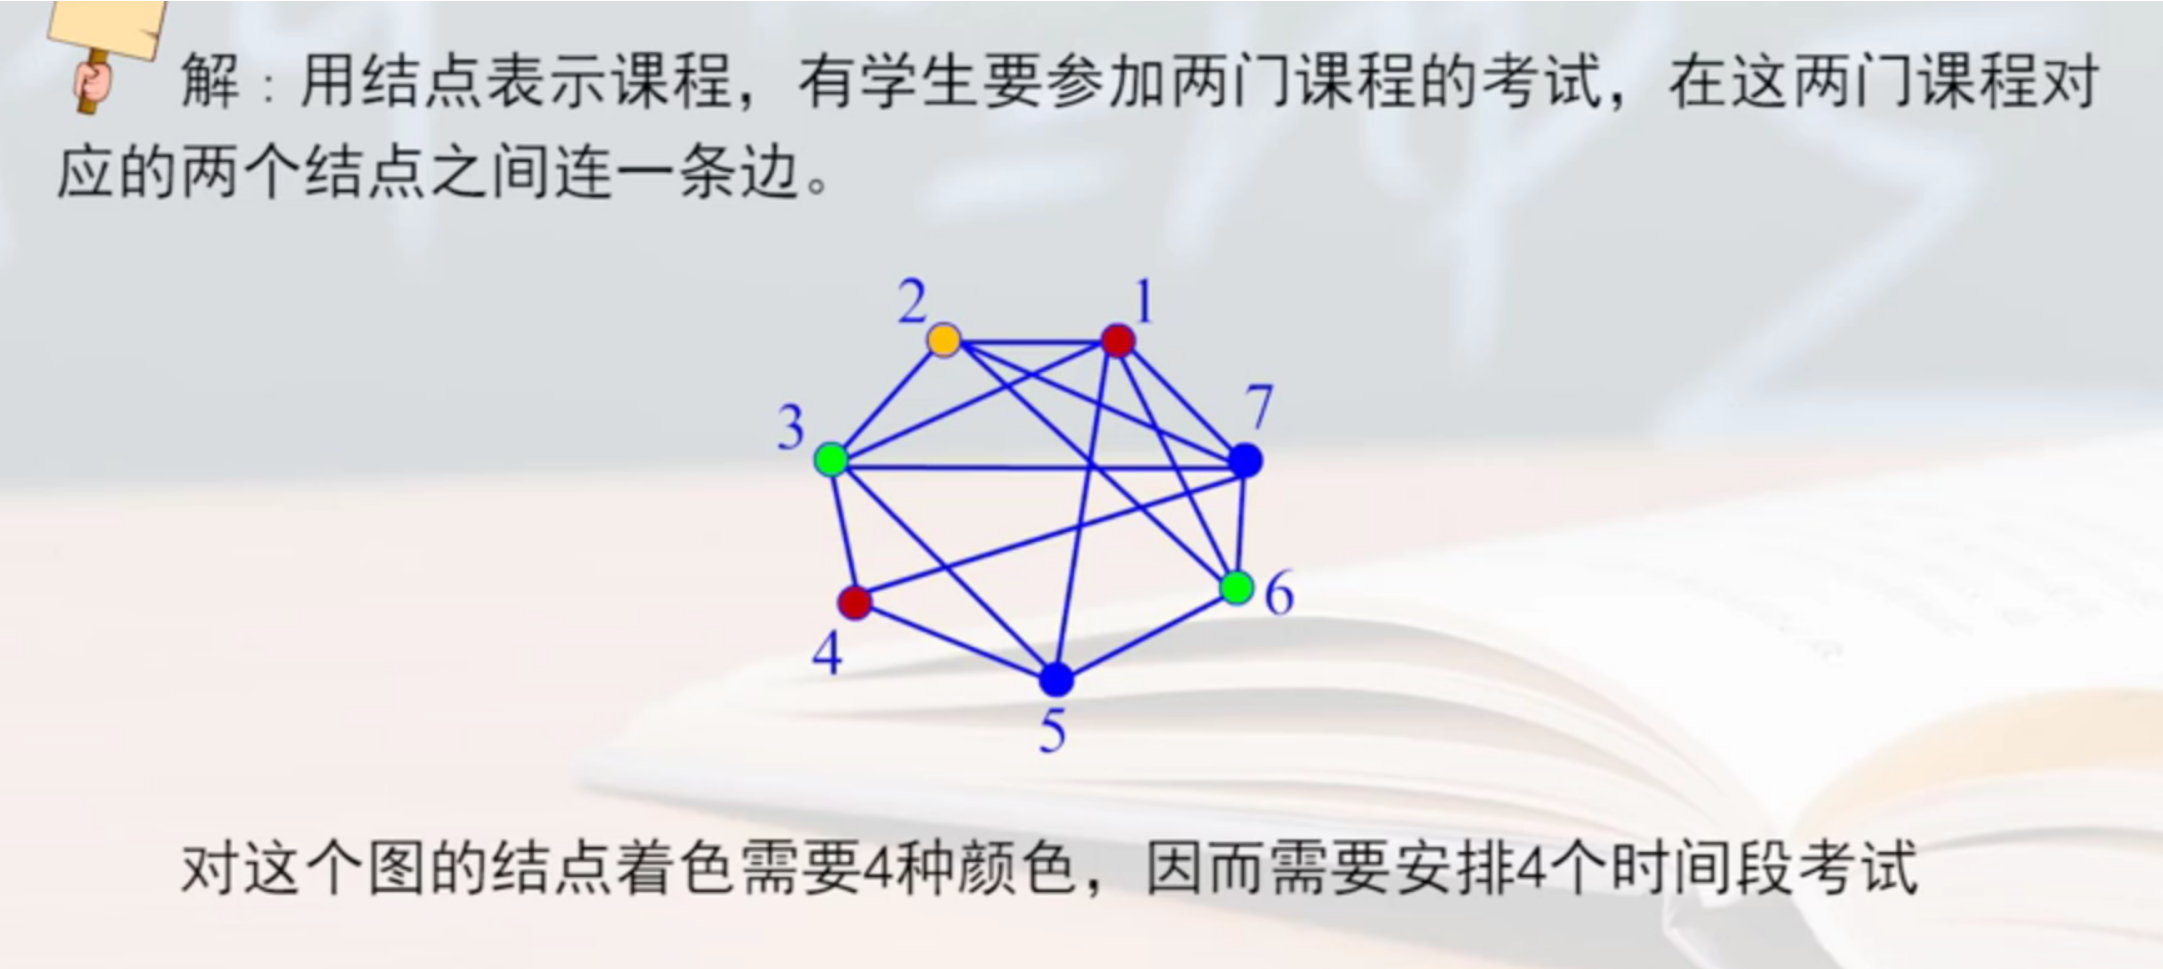 解：用结点表示课程，有学生要参加两门课程的考试，在这两门课程对
应的两个结点之间连一条边。
2
1
7
3
6
4
5
对这个图的结点着色需要4种颜色，因而需要安排4个时间段考试